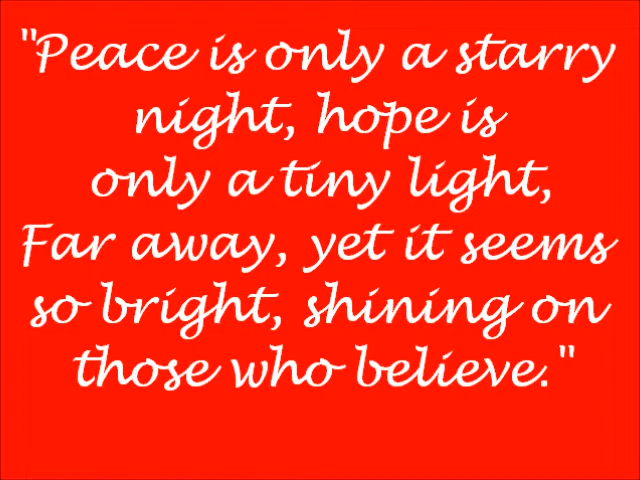 "Peace is only a starry
night, hope is
only a tiny light,
Far away, yet it seems
so bright, shining on
those who believe."